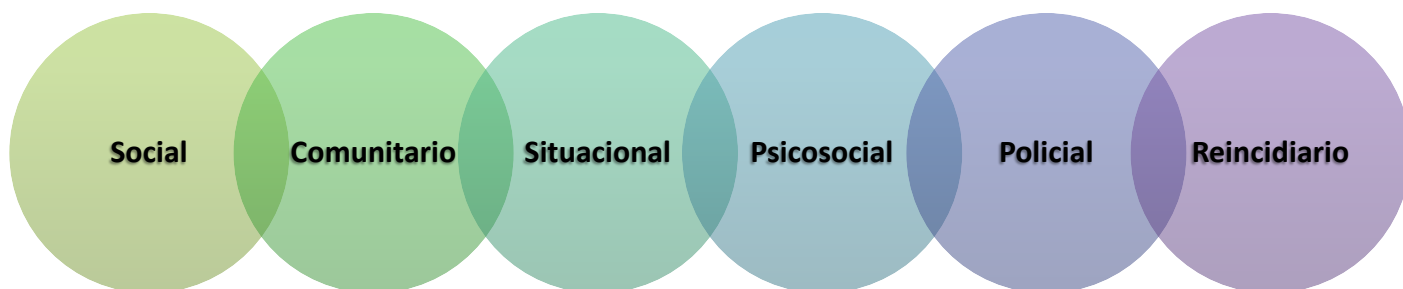 Social
Comunitario
Situacional
Psicosocial
Policial
Reincidiario